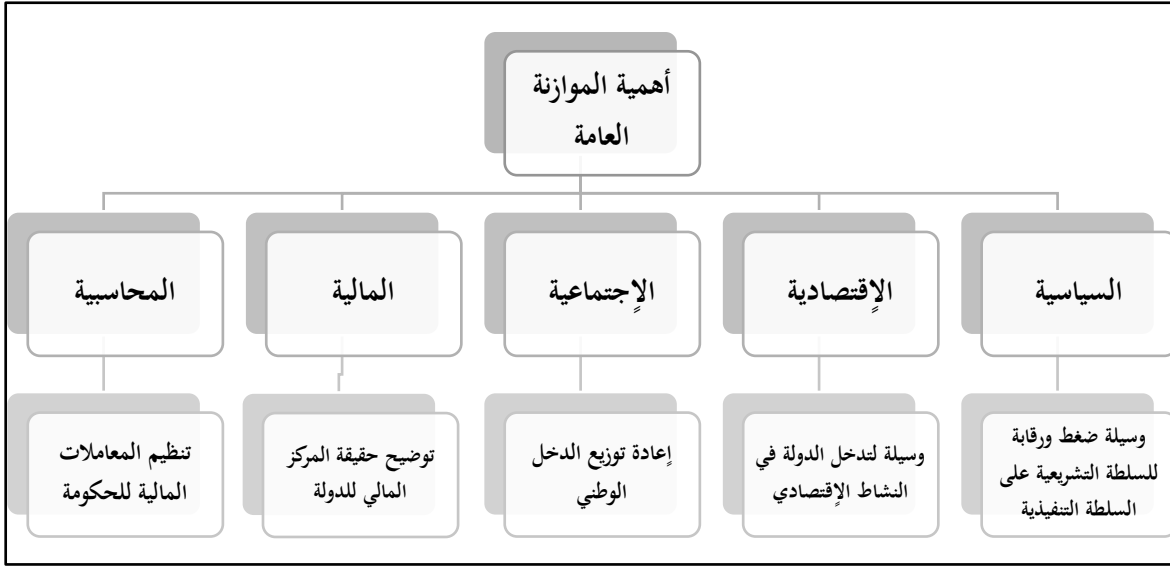 أهمية الموازنة
العامة
السياسية
الإقتصادية
الإجتماعية
المالية
المحاسبية
وسيلة ضغط ورقابة
للسلطة التشريعية على
السلطة التنفيذية
وسيلة لتدخل الدولة في
النشاط الإقتصادي
إعادة توزيع الدخل
الوطني
توضيح حقيقة المركز
المالي للدولة
تنظيم المعاملات
المالية للحكومة